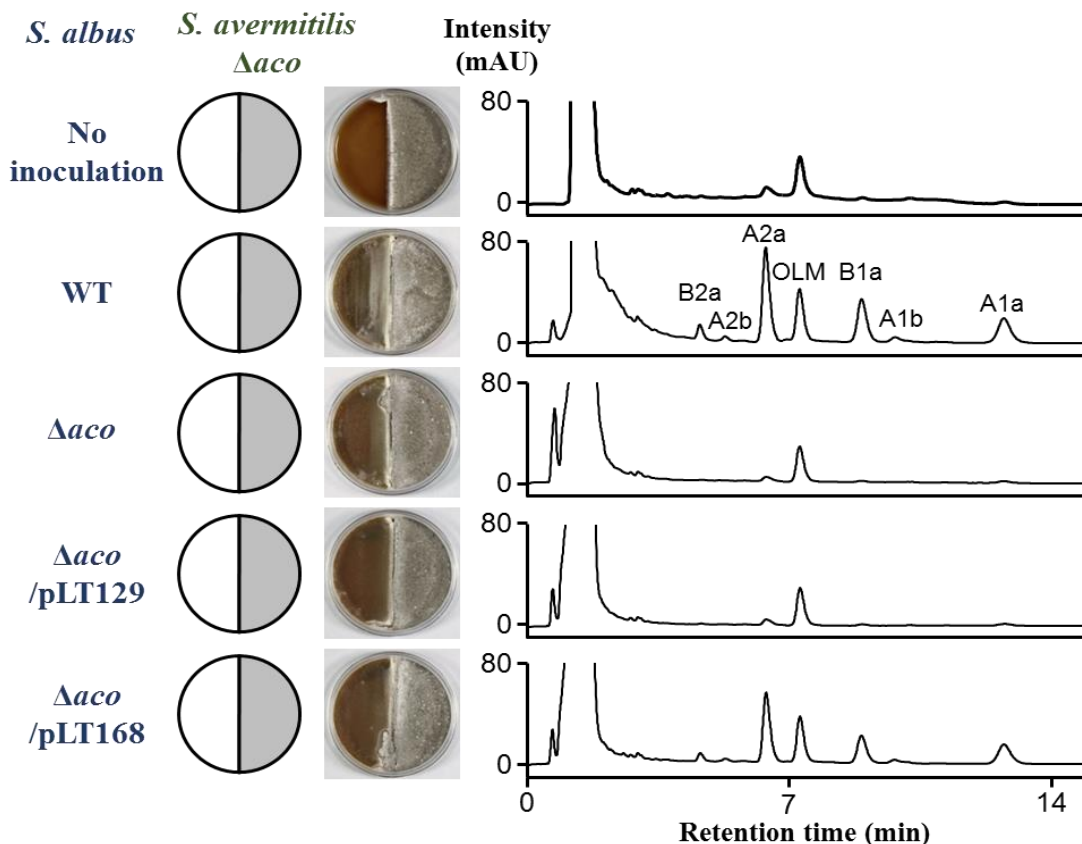 S. albus
S. avermitilis
Δaco
Intensity
(mAU)
No
inoculation
80
0
WT
80
0
B2a
A2b
A2a
OLM
B1a
A1b
A1a
Δaco
80
0
Δaco
/pLT129
80
0
Δaco
/pLT168
80
0
0
7
14
Retention time (min)